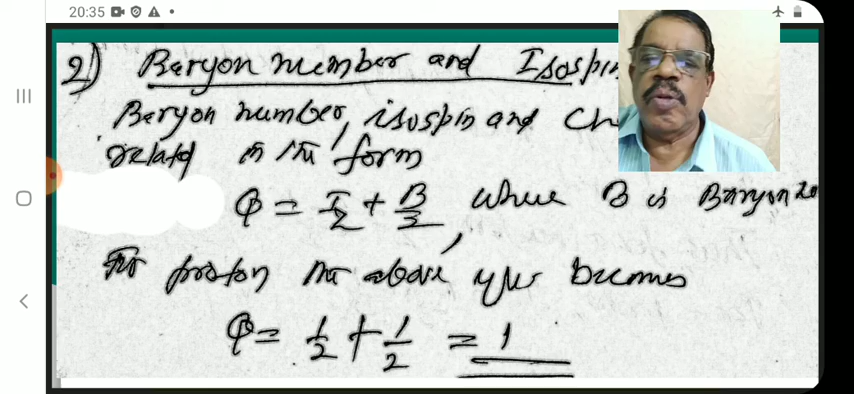 20:35
2) Baryon number and Isospin
Baryon number, isospin and Ch
related in the form
Q = I/2 + B/2, where B is Baryon no
For proton the above becomes
Q = 1/2 + 1/2 = 1